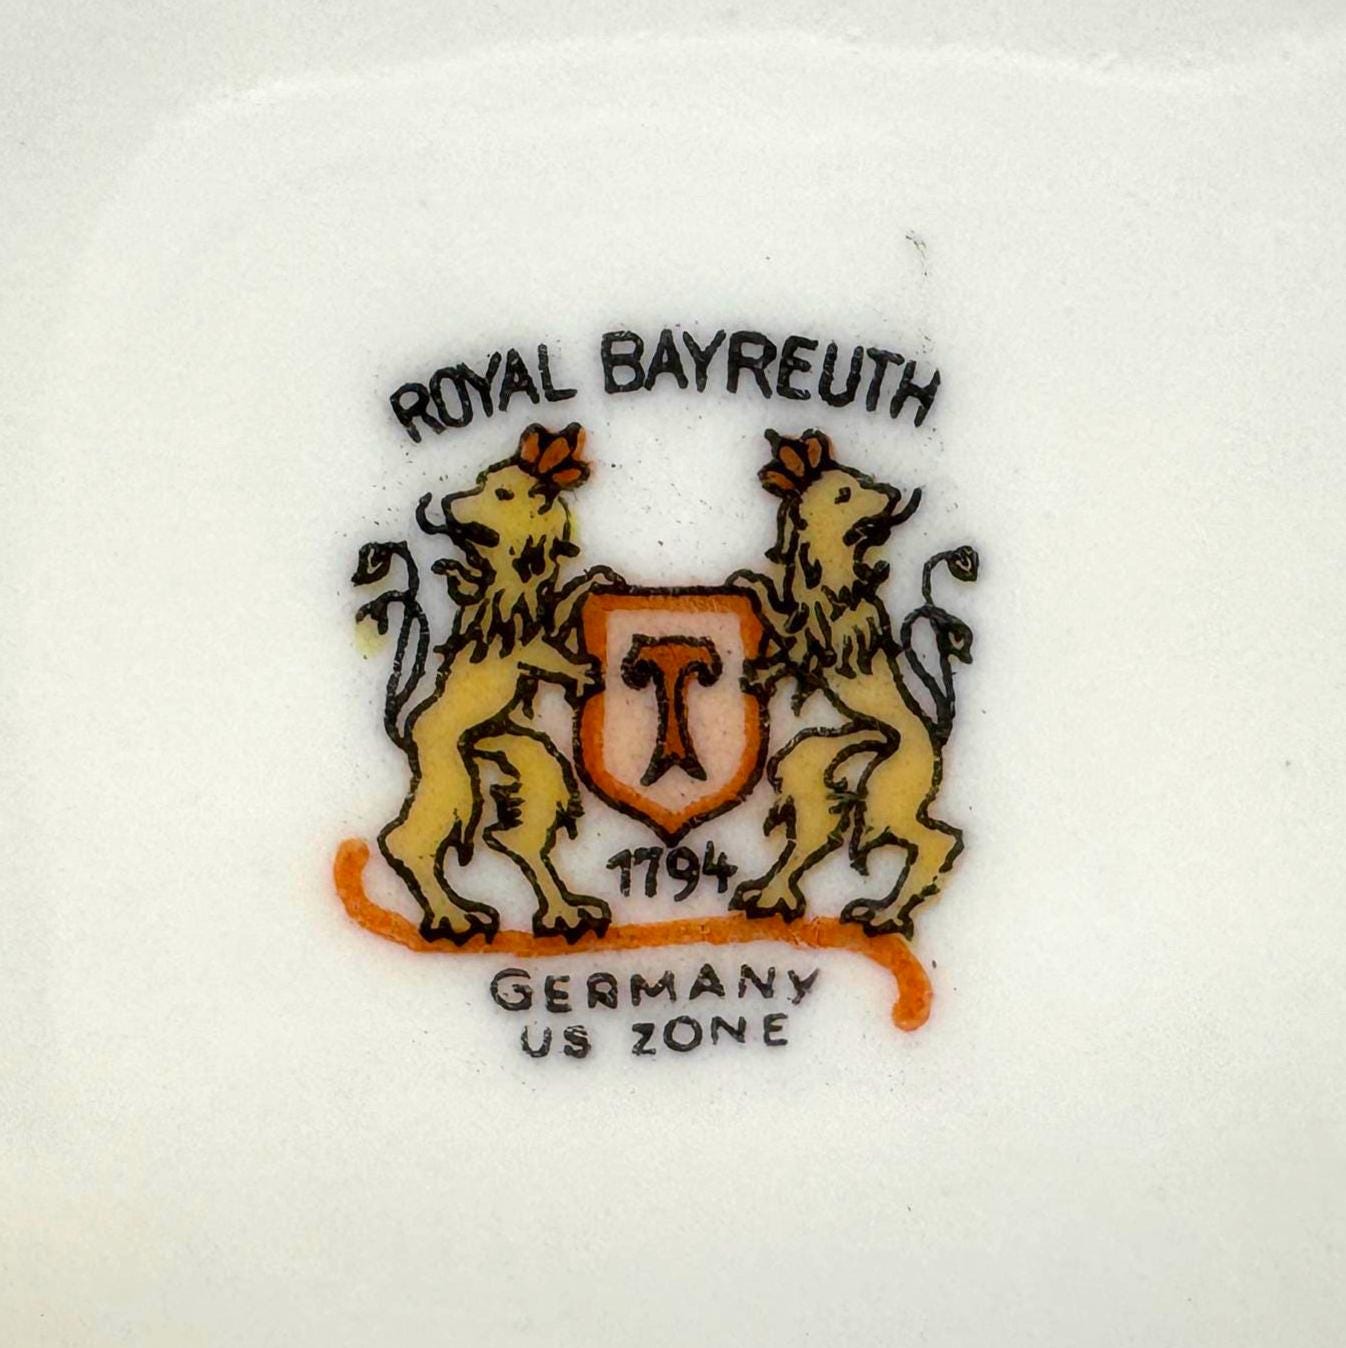 ROYAL BAYREUTH
T
1794
GERMANY
US ZONE